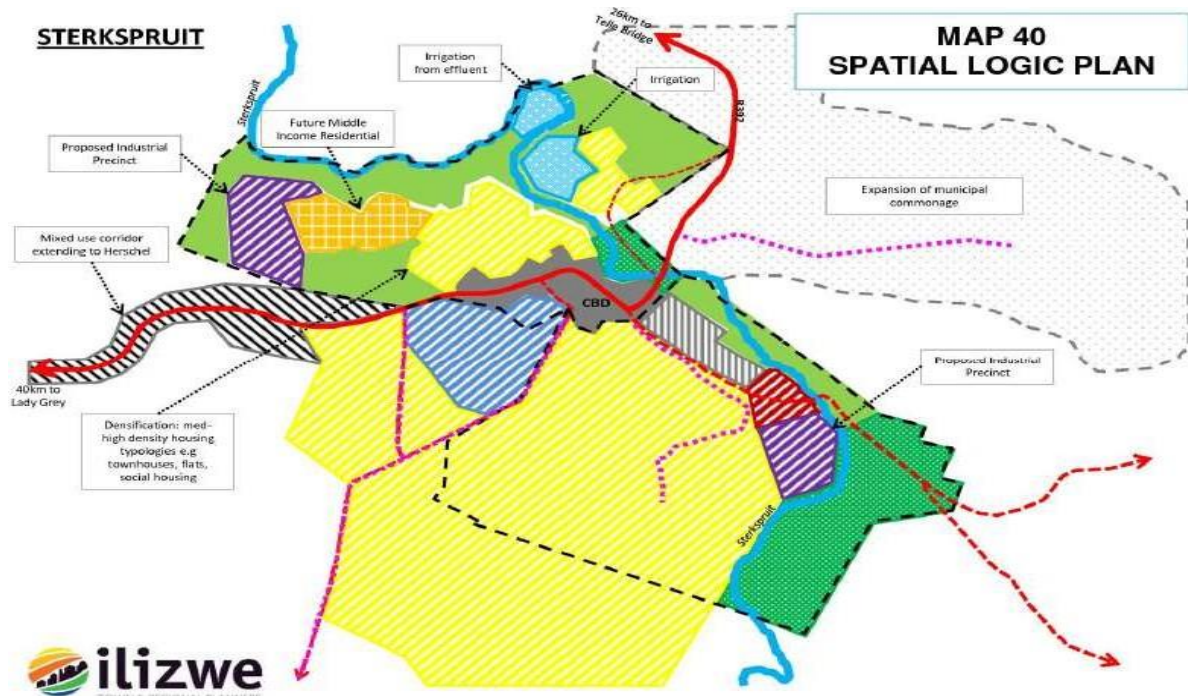 STERKSPRUIT
MAP 40
SPATIAL LOGIC PLAN
26km to
Telle Bridge
R392
Irrigation
from effluent
Irrigation
Sterkspruit
Future Middle
Income Residential
Proposed Industrial
Precinct
Expansion of municipal
commonage
Mixed use corridor
extending to Herschel
CBD
Proposed Industrial
Precinct
40km to
Lady Grey
Densification: med-
high density housing
typologies e.g
townhouses, flats,
social housing
Sterkspruit
ilizwe